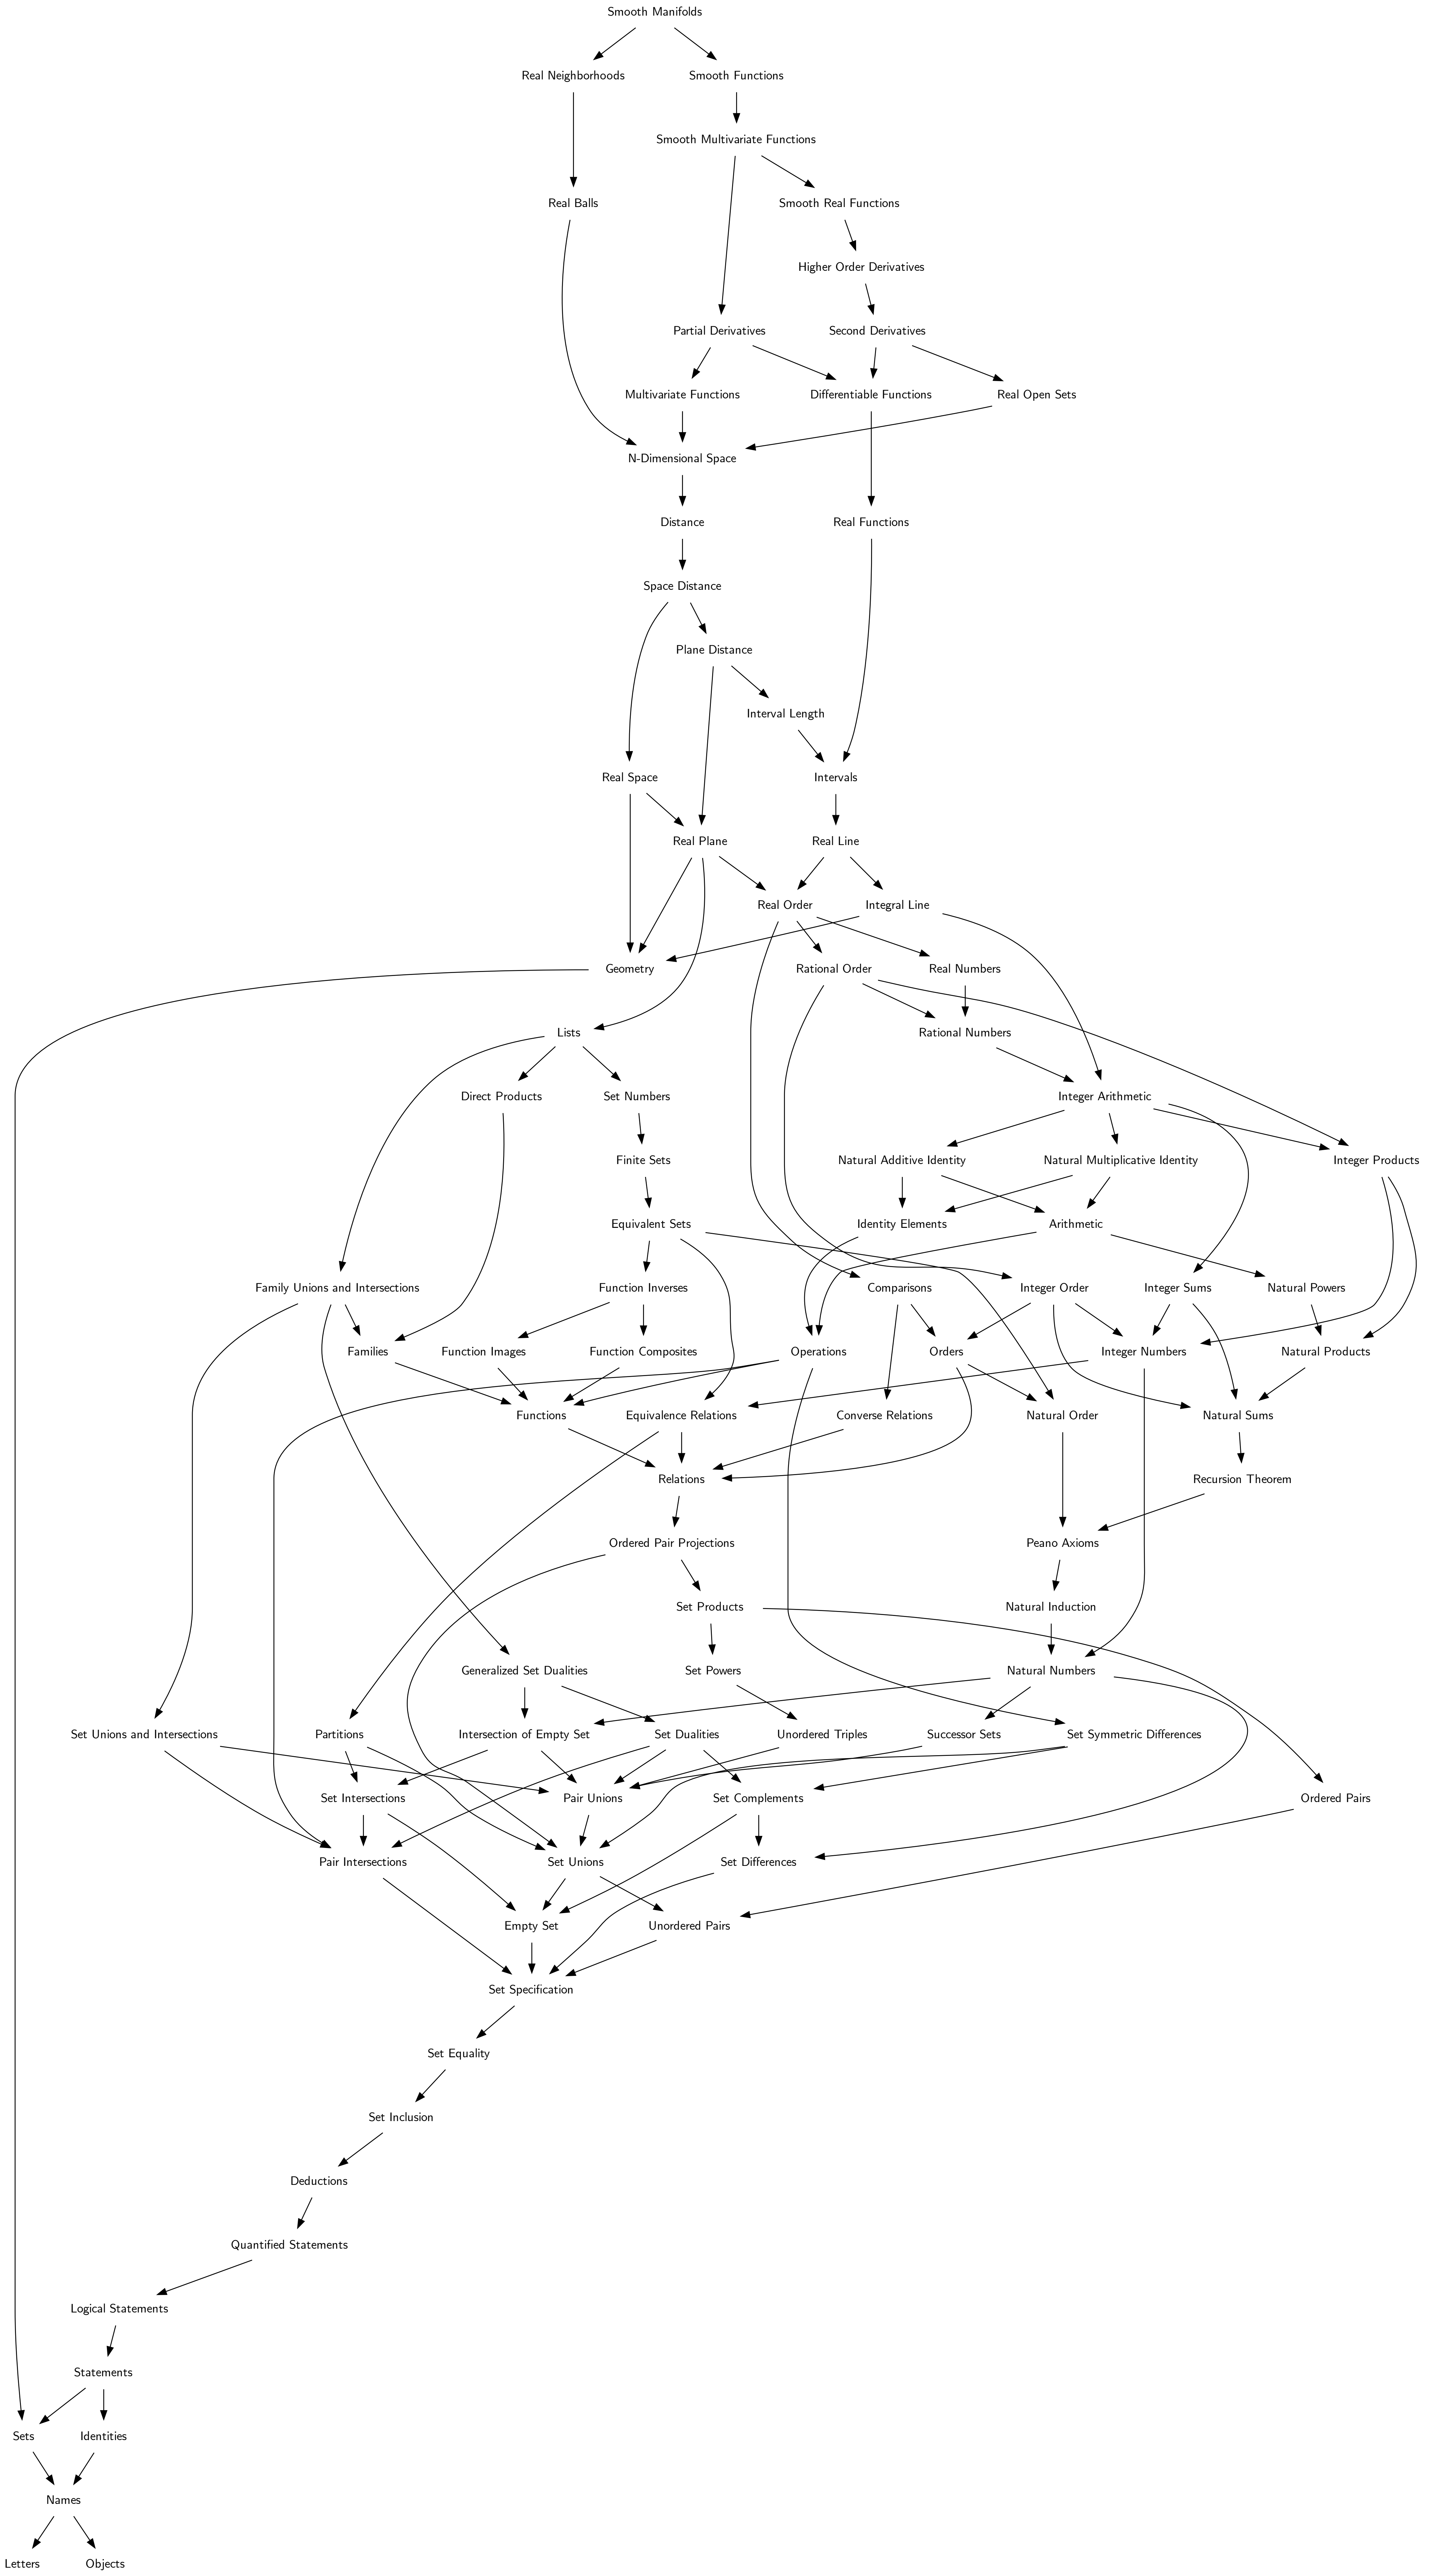 Smooth Manifolds
Real Neighborhoods
Smooth Functions
Smooth Multivariate Functions
Real Balls
Smooth Real Functions
Higher Order Derivatives
Partial Derivatives
Second Derivatives
Multivariate Functions
Differentiable Functions
Real Open Sets
N-Dimensional Space
Distance
Real Functions
Space Distance
Plane Distance
Interval Length
Real Space
Intervals
Real Plane
Real Line
Real Order
Integral Line
Geometry
Rational Order
Real Numbers
Lists
Rational Numbers
Direct Products
Set Numbers
Integer Arithmetic
Finite Sets
Natural Additive Identity
Natural Multiplicative Identity
Integer Products
Equivalent Sets
Identity Elements
Arithmetic
Family Unions and Intersections
Function Inverses
Comparisons
Integer Order
Integer Sums
Natural Powers
Families
Function Images
Function Composites
Operations
Orders
Integer Numbers
Natural Products
Functions
Equivalence Relations
Converse Relations
Natural Order
Natural Sums
Relations
Recursion Theorem
Ordered Pair Projections
Peano Axioms
Set Products
Natural Induction
Generalized Set Dualities
Set Powers
Natural Numbers
Set Unions and Intersections
Partitions
Intersection of Empty Set
Set Dualities
Unordered Triples
Successor Sets
Set Symmetric Differences
Set Intersections
Pair Unions
Set Complements
Ordered Pairs
Pair Intersections
Set Unions
Set Differences
Empty Set
Unordered Pairs
Set Specification
Set Equality
Set Inclusion
Deductions
Quantified Statements
Logical Statements
Statements
Sets
Identities
Names
Letters
Objects